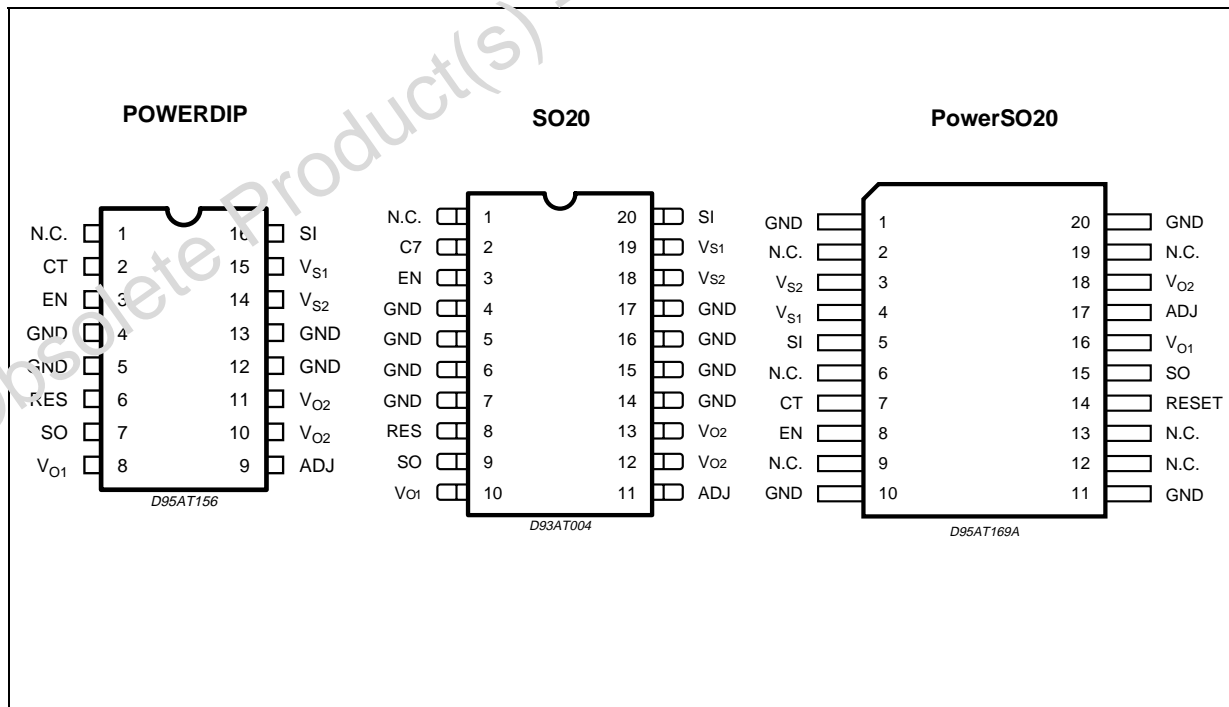 Obsolete Product(s)
POWERDIP
N.C. 1 16 SI
CT 2 15 VS1
EN 3 14 VS2
GND 4 13 GND
GND 5 12 GND
RES 6 11 VO2
SO 7 10 VO2
VO1 8 9 ADJ
D95AT156
SO20
N.C. 1 20 SI
C7 2 19 VS1
EN 3 18 VS2
GND 4 17 GND
GND 5 16 GND
GND 6 15 GND
GND 7 14 GND
RES 8 13 VO2
SO 9 12 VO2
VO1 10 11 ADJ
D93AT004
PowerSO20
GND 1 20 GND
N.C. 2 19 N.C.
VS2 3 18 VO2
VS1 4 17 ADJ
SI 5 16 VO1
N.C. 6 15 SO
CT 7 14 RESET
EN 8 13 N.C.
N.C. 9 12 N.C.
GND 10 11 GND
D95AT169A